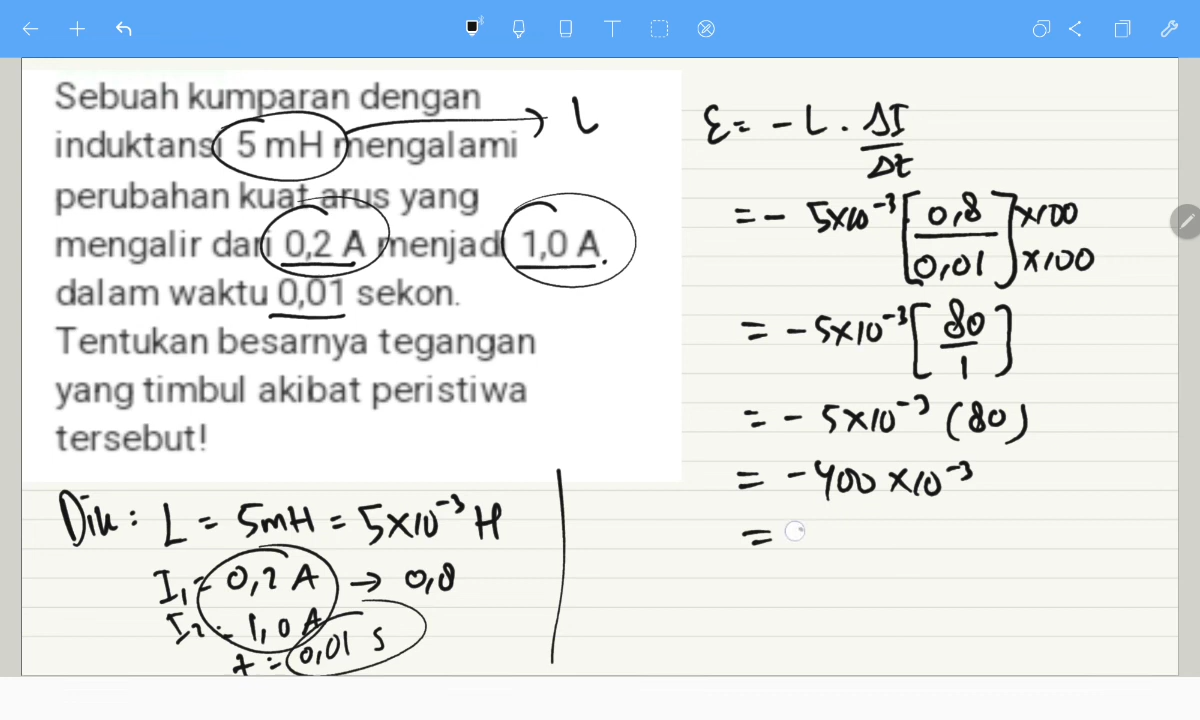 Sebuah kumparan dengan
induktansi 5 mH mengalami
perubahan kuat arus yang
mengalir dari 0,2 A menjadi 1,0 A.
dalam waktu 0,01 sekon.
Tentukan besarnya tegangan
yang timbul akibat peristiwa
tersebut!
→ L
Dik : L = 5mH = 5×10⁻³ H
I₁ = 0,2 A → 0,8
I₂ = 1,0 A
t = 0,01 s
ε = - L . ΔI
Δt
= - 5×10⁻³ [ 0,8 ] ×100
0,01 ×100
= - 5×10⁻³ [ 80 ]
1
= - 5×10⁻³ (80)
= - 400 ×10⁻³
=